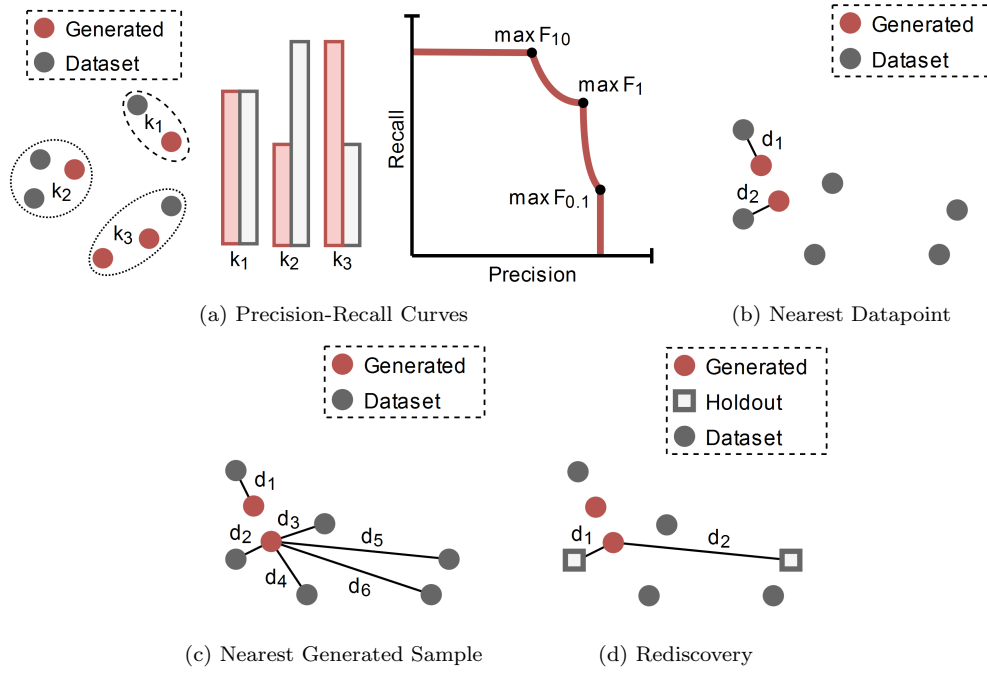 Generated
Dataset
k1
k2
k3
k1 k2 k3
Recall
max F10
max F1
max F0.1
Precision
(a) Precision-Recall Curves
Generated
Dataset
d1
d2
(b) Nearest Datapoint
Generated
Dataset
d1
d2
d3
d4
d5
d6
(c) Nearest Generated Sample
Generated
Holdout
Dataset
d1
d2
(d) Rediscovery